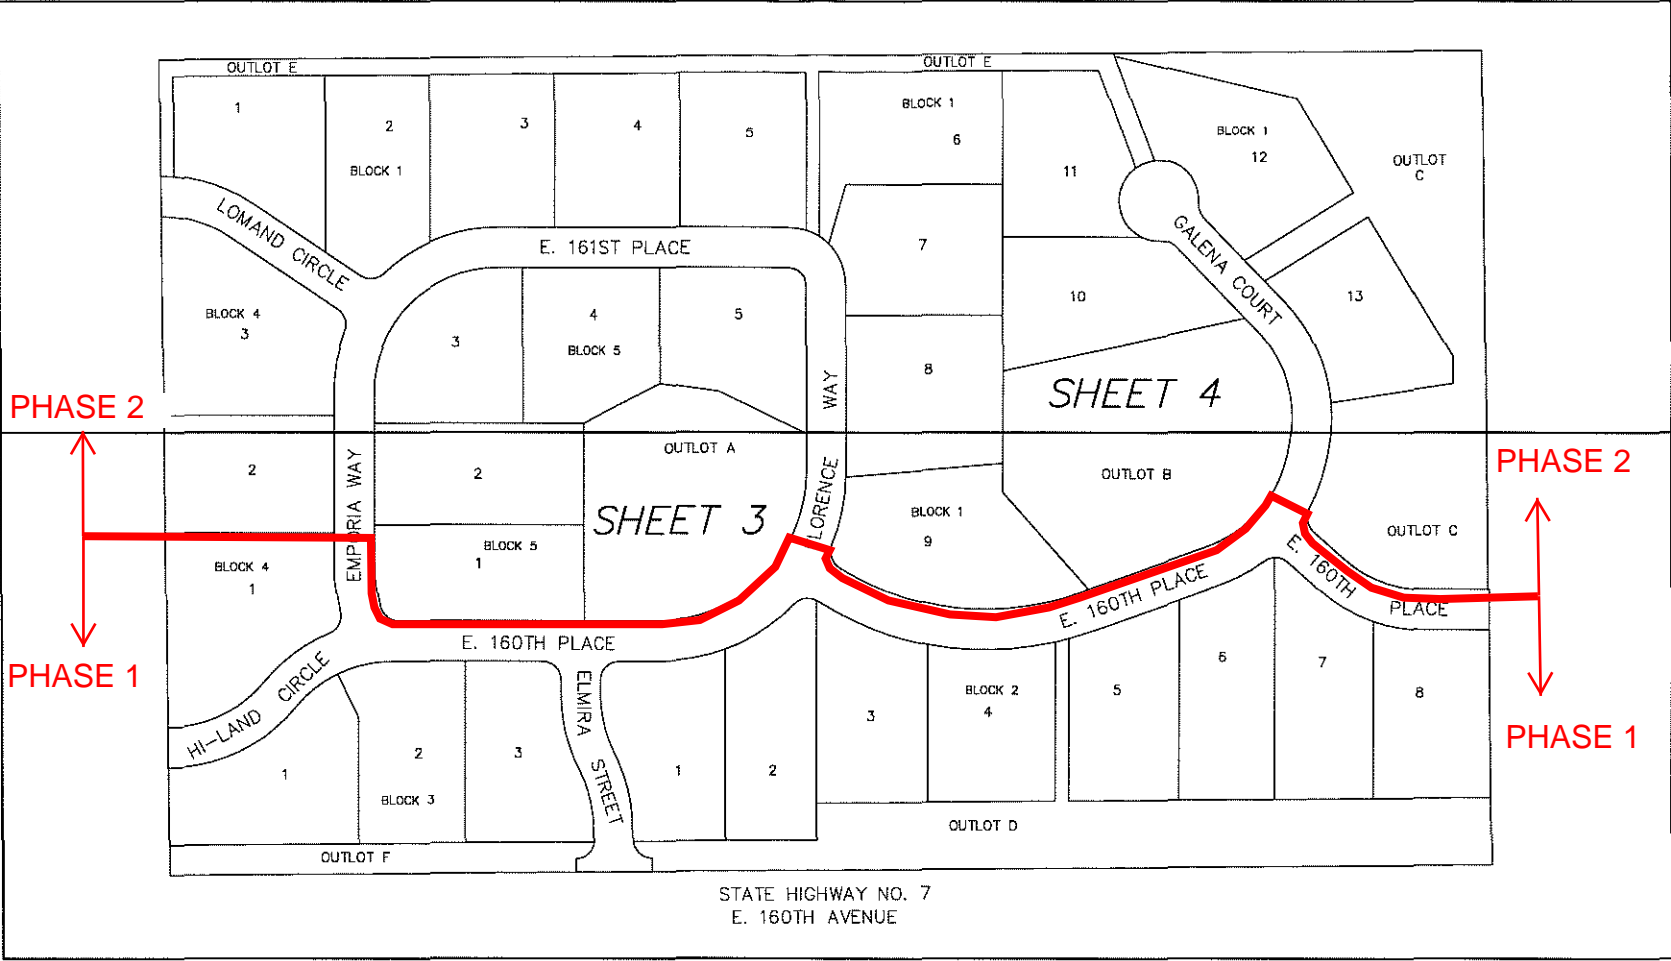 OUTLOT E
OUTLOT E
1
2
BLOCK 1
3
4
5
BLOCK 1
6
7
8
11
10
BLOCK 1
12
OUTLOT
C
13
LOMAND CIRCLE
E. 161ST PLACE
GALENA COURT
BLOCK 4
3
3
4
BLOCK 5
5
WAY
LORENCE
SHEET 4
PHASE 2
PHASE 2
2
EMPORIA WAY
2
OUTLOT A
OUTLOT B
SHEET 3
BLOCK 1
9
OUTLOT C
BLOCK 4
1
BLOCK 5
1
E. 160TH PLACE
E. 160TH PLACE
E. 160TH
PLACE
PHASE 1
PHASE 1
HI-LAND CIRCLE
ELMIRA STREET
1
2
BLOCK 3
3
1
2
3
BLOCK 2
4
5
6
7
8
OUTLOT F
OUTLOT D
STATE HIGHWAY NO. 7
E. 160TH AVENUE